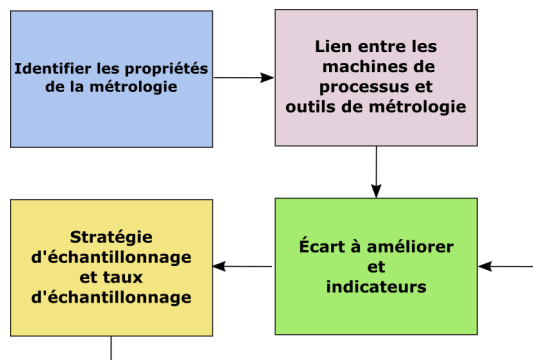 Identifier les propriétés
de la métrologie
Lien entre les
machines de
processus et
outils de métrologie
Stratégie
d'échantillonnage
et taux
d'échantillonnage
Écart à améliorer
et
indicateurs